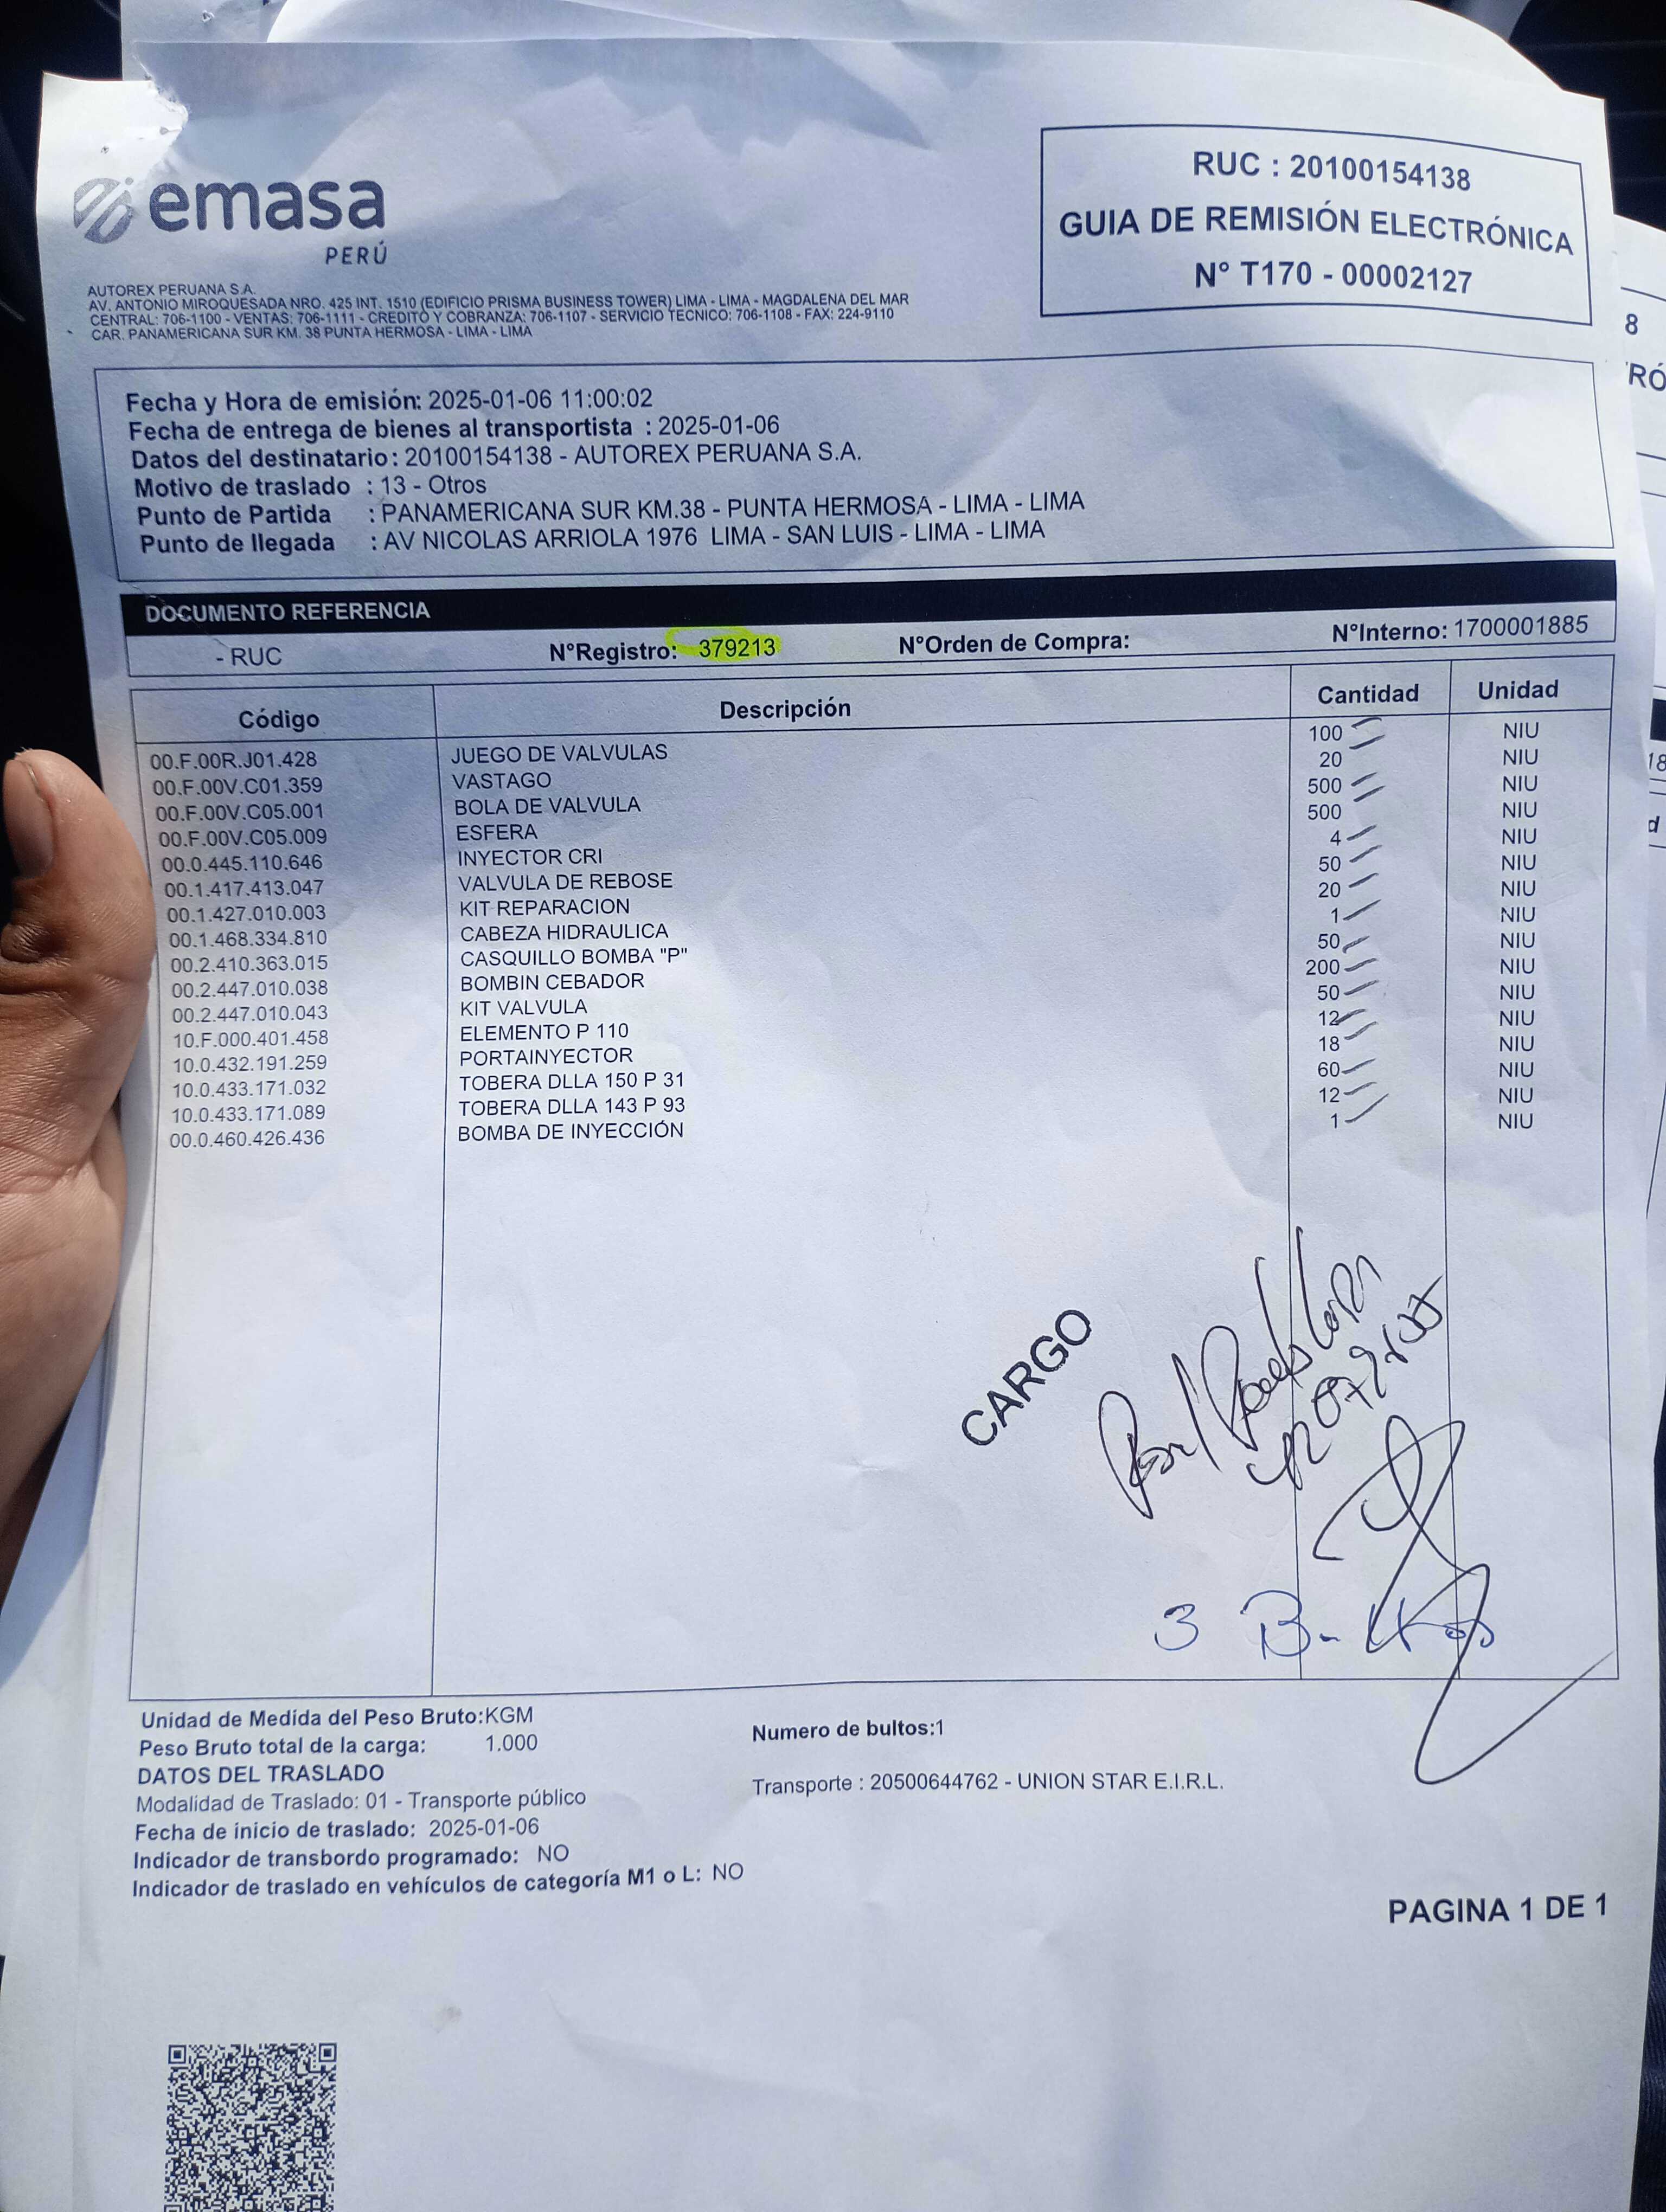 emasa
PERÚ
RUC : 20100154138
GUIA DE REMISIÓN ELECTRÓNICA
N° T170 - 00002127
AUTOREX PERUANA S.A.
AV. ANTONIO MIROQUESADA NRO. 425 INT. 1510 (EDIFICIO PRISMA BUSINESS TOWER) LIMA - LIMA - MAGDALENA DEL MAR
CENTRAL: 706-1100 - VENTAS: 706-1111 - CREDITO Y COBRANZA: 706-1107 - SERVICIO TECNICO: 706-1108 - FAX: 224-9110
CAR. PANAMERICANA SUR KM. 38 PUNTA HERMOSA - LIMA - LIMA
Fecha y Hora de emisión: 2025-01-06 11:00:02
Fecha de entrega de bienes al transportista : 2025-01-06
Datos del destinatario: 20100154138 - AUTOREX PERUANA S.A.
Motivo de traslado : 13 - Otros
Punto de Partida : PANAMERICANA SUR KM.38 - PUNTA HERMOSA - LIMA - LIMA
Punto de llegada : AV NICOLAS ARRIOLA 1976 LIMA - SAN LUIS - LIMA - LIMA
DOCUMENTO REFERENCIA
- RUC N°Registro: 379213 N°Orden de Compra: N°Interno: 1700001885
Código Descripción Cantidad Unidad
00.F.00R.J01.428 JUEGO DE VALVULAS 100 NIU
00.F.00V.C01.359 VASTAGO 20 NIU
00.F.00V.C05.001 BOLA DE VALVULA 500 NIU
00.F.00V.C05.009 ESFERA 500 NIU
00.0.445.110.646 INYECTOR CRI 4 NIU
00.1.417.413.047 VALVULA DE REBOSE 50 NIU
00.1.427.010.003 KIT REPARACION 20 NIU
00.1.468.334.810 CABEZA HIDRAULICA 1 NIU
00.2.410.363.015 CASQUILLO BOMBA "P" 50 NIU
00.2.447.010.038 BOMBIN CEBADOR 200 NIU
00.2.447.010.043 KIT VALVULA 50 NIU
10.F.000.401.458 ELEMENTO P 110 12 NIU
10.0.432.191.259 PORTAINYECTOR 18 NIU
10.0.433.171.032 TOBERA DLLA 150 P 31 60 NIU
10.0.433.171.089 TOBERA DLLA 143 P 93 12 NIU
00.0.460.426.436 BOMBA DE INYECCIÓN 1 NIU
CARGO
3 Bultos
Unidad de Medida del Peso Bruto:KGM
Peso Bruto total de la carga: 1.000
Numero de bultos:1
DATOS DEL TRASLADO
Modalidad de Traslado: 01 - Transporte público
Transporte : 20500644762 - UNION STAR E.I.R.L.
Fecha de inicio de traslado: 2025-01-06
Indicador de transbordo programado: NO
Indicador de traslado en vehículos de categoría M1 o L: NO
PAGINA 1 DE 1
8
RÓ
18
d